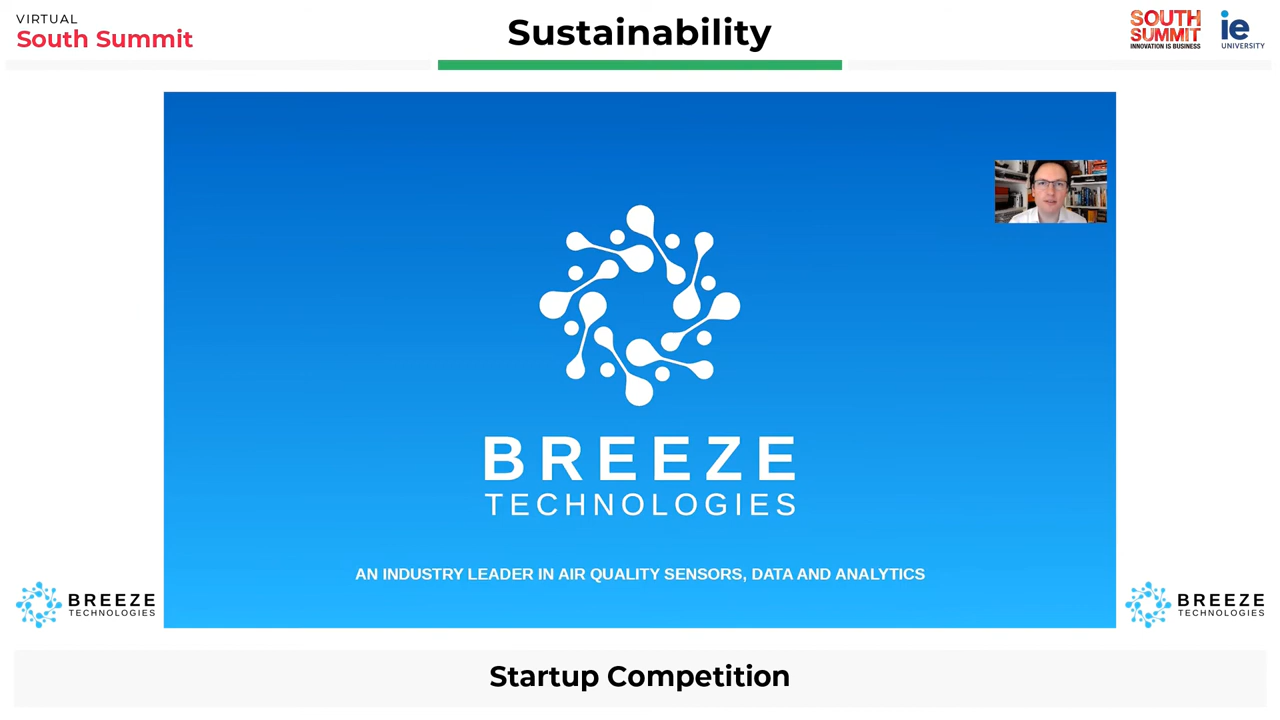 VIRTUAL
South Summit
Sustainability
SOUTH
SUMMIT
INNOVATION IS BUSINESS
ie
UNIVERSITY
BREEZE
TECHNOLOGIES
AN INDUSTRY LEADER IN AIR QUALITY SENSORS, DATA AND ANALYTICS
BREEZE
TECHNOLOGIES
BREEZE
TECHNOLOGIES
Startup Competition